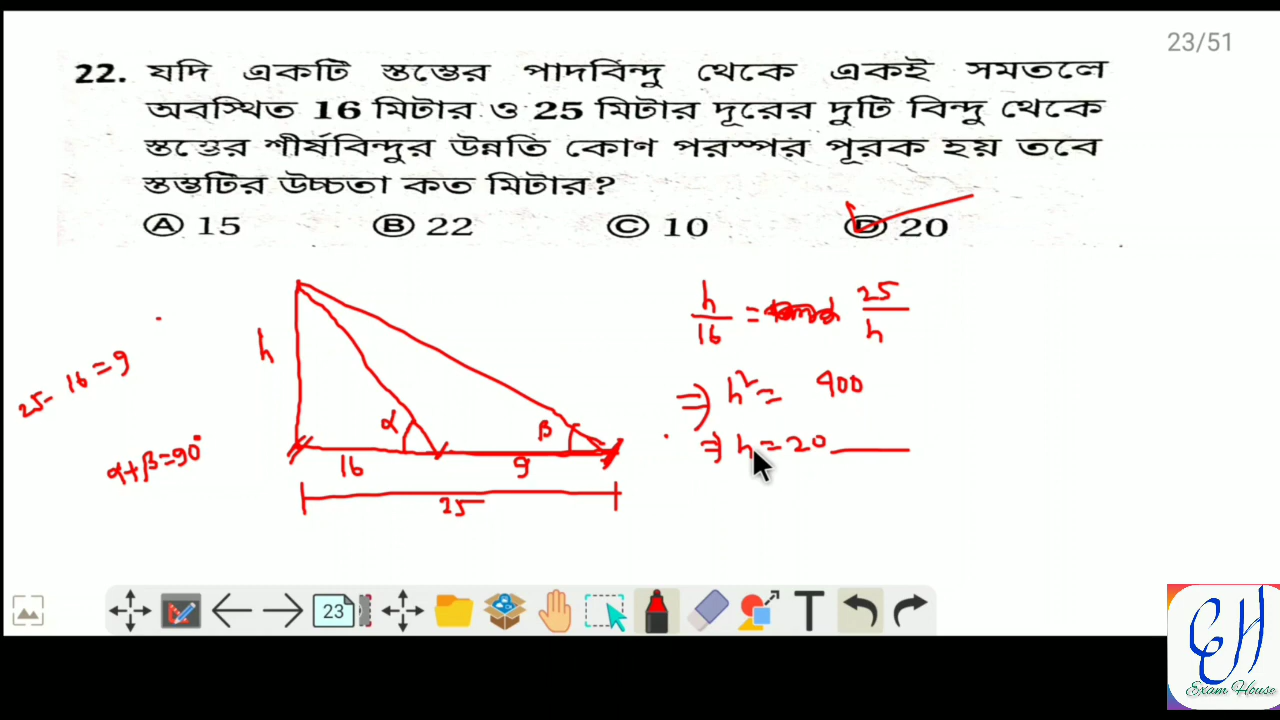 23/51
22. যদি একটি স্তম্ভের পাদবিন্দু থেকে একই সমতলে
অবস্থিত 16 মিটার ও 25 মিটার দূরের দুটি বিন্দু থেকে
স্তম্ভের শীর্ষবিন্দুর উন্নতি কোণ পরস্পর পূরক হয় তবে
স্তম্ভটির উচ্চতা কত মিটার?
Ⓐ 15 Ⓑ 22 Ⓒ 10 Ⓓ 20
h
25 - 16 = 9
α+β=90°
α
β
16
9
25
h/16 = 25/h
⇒ h² = 400
⇒ h = 20
23
T
EH
Exam House